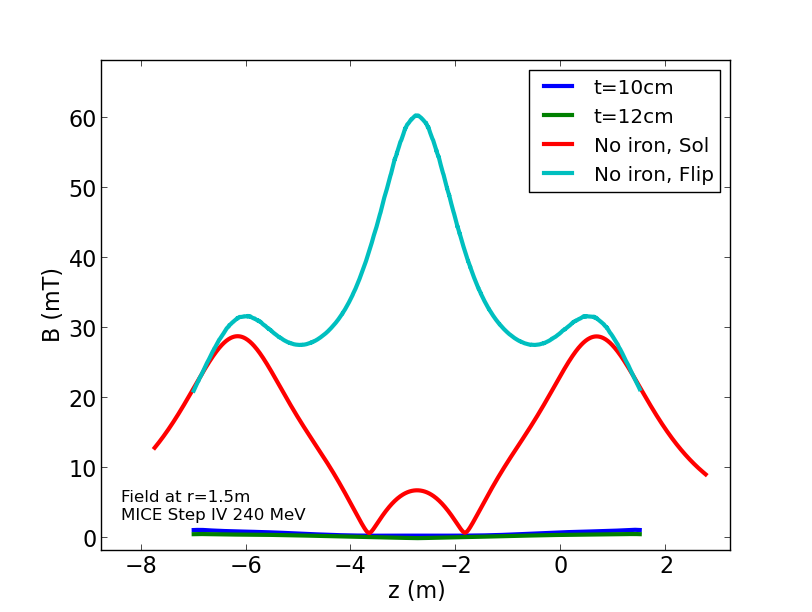 t=10cm
t=12cm
No iron, Sol
No iron, Flip
60
50
40
30
20
10
0
B (mT)
Field at r=1.5m
MICE Step IV 240 MeV
−8 −6 −4 −2 0 2
z (m)